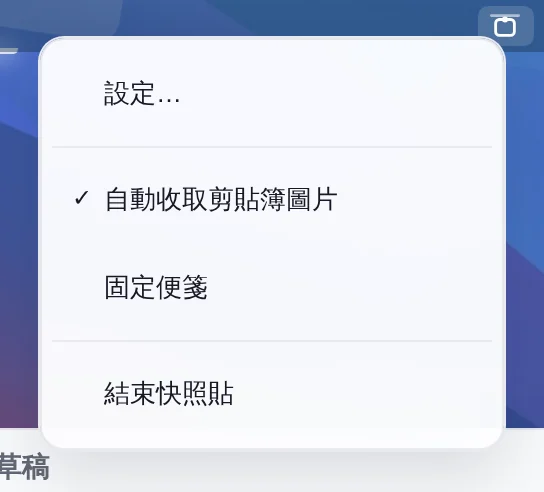 設定…
✓ 自動收取剪貼簿圖片
固定便箋
結束快照貼
草稿